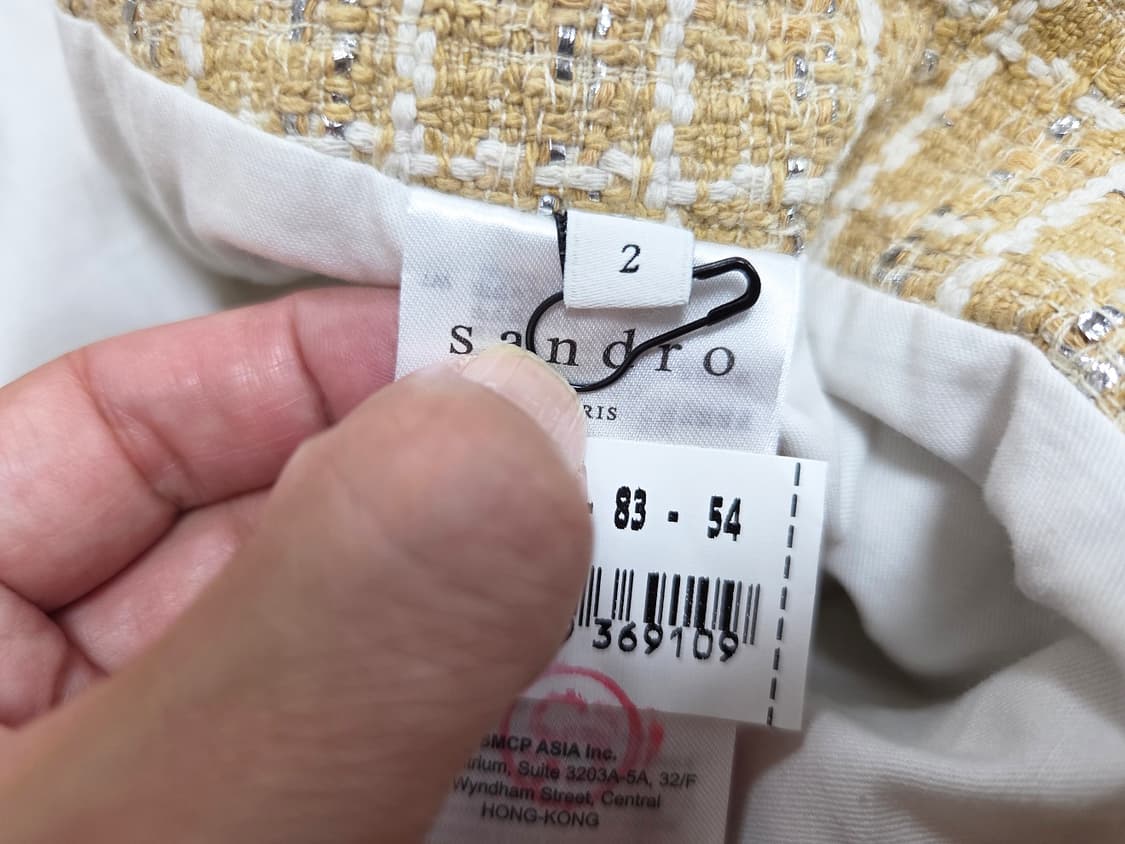 2
sandro
RIS
- 83 - 54
369109
SMCP ASIA Inc.
rium, Suite 3203A-5A, 32/F
Wyndham Street, Central
HONG-KONG